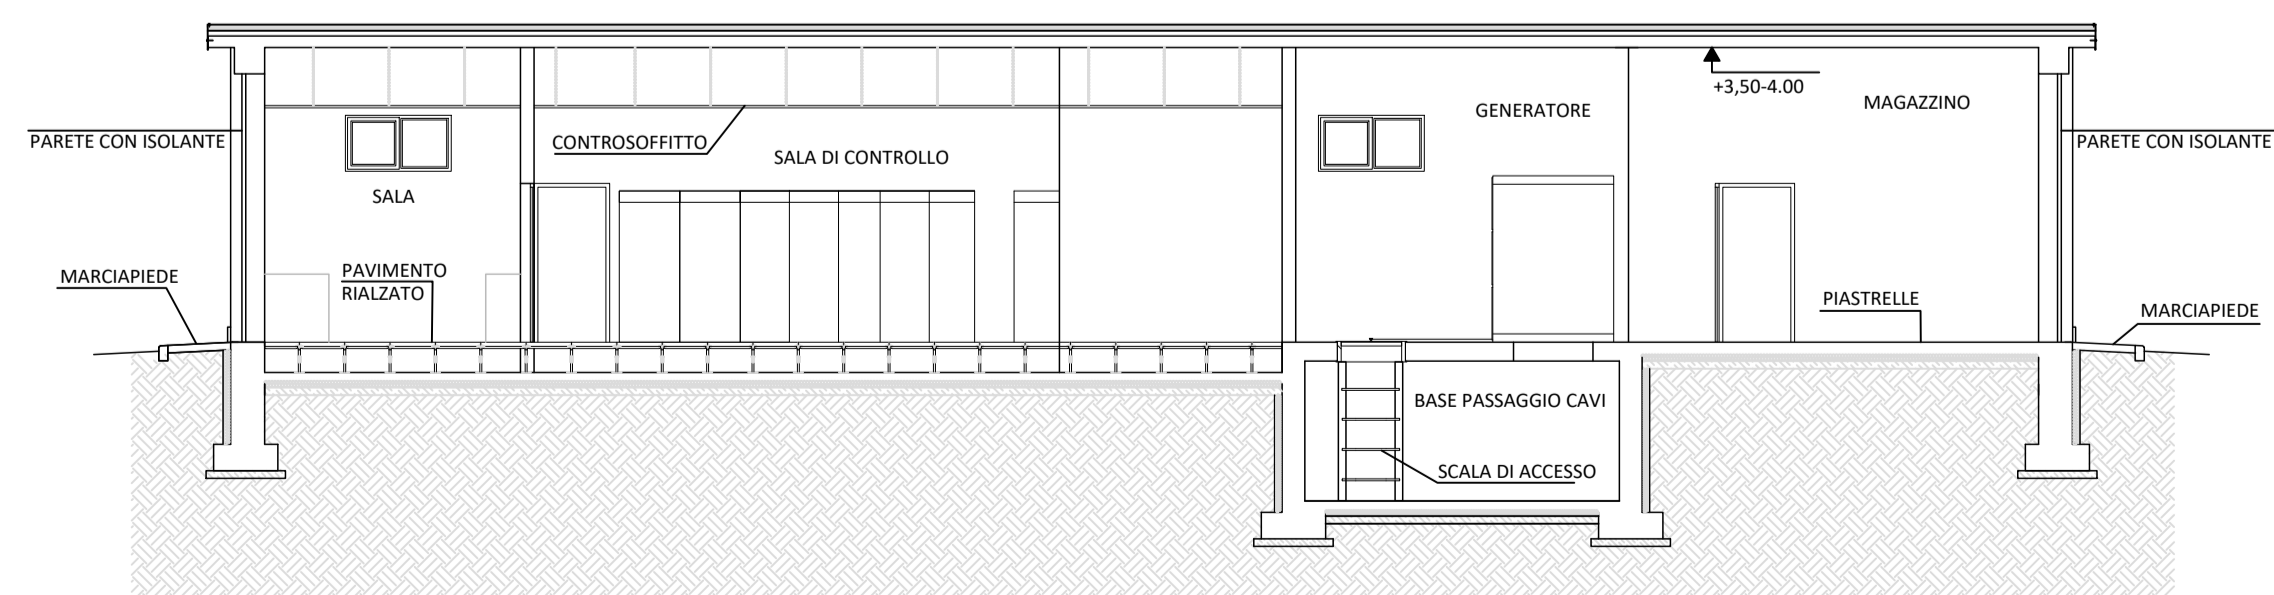 +3,50-4.00
MAGAZZINO
GENERATORE
PARETE CON ISOLANTE
CONTROSOFFITTO
PARETE CON ISOLANTE
SALA DI CONTROLLO
SALA
PAVIMENTO
RIALZATO
MARCIAPIEDE
PIASTRELLE
MARCIAPIEDE
BASE PASSAGGIO CAVI
SCALA DI ACCESSO